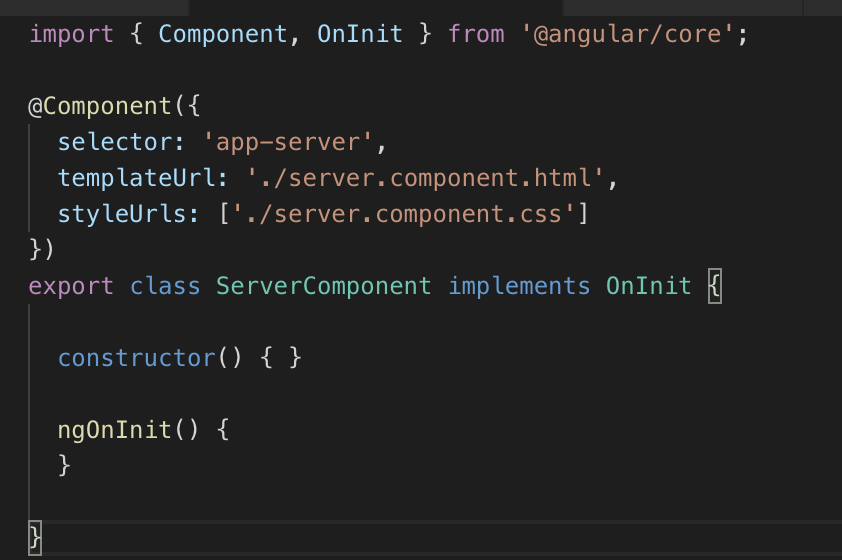 import { Component, OnInit } from '@angular/core';
@Component({
selector: 'app-server',
templateUrl: './server.component.html',
styleUrls: ['./server.component.css']
})
export class ServerComponent implements OnInit {
constructor() { }
ngOnInit() {
}
}